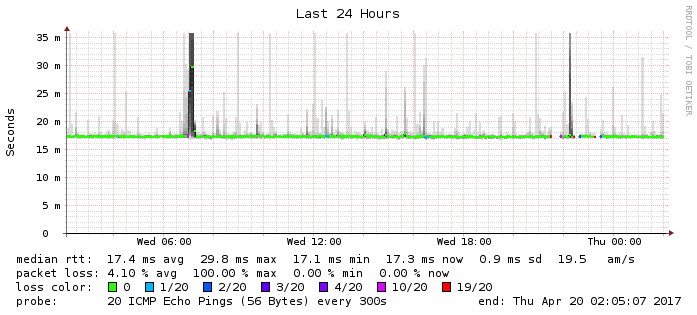 Last 24 Hours
RRDTOOL / TOBI OETIKER
Seconds
35 m
30 m
25 m
20 m
15 m
10 m
5 m
0
Wed 06:00 Wed 12:00 Wed 18:00 Thu 00:00
median rtt: 17.4 ms avg 29.8 ms max 17.1 ms min 17.3 ms now 0.9 ms sd 19.5 am/s
packet loss: 4.10 % avg 100.00 % max 0.00 % min 0.00 % now
loss color: 0 1/20 2/20 3/20 4/20 10/20 19/20
probe: 20 ICMP Echo Pings (56 Bytes) every 300s end: Thu Apr 20 02:05:07 2017